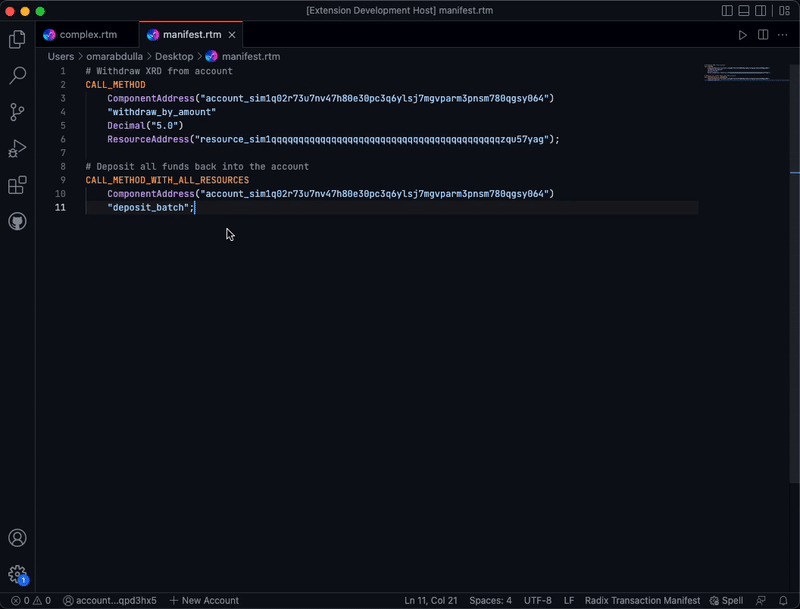 [Extension Development Host] manifest.rtm
complex.rtm
manifest.rtm
Users > omarabdulla > Desktop > manifest.rtm
1 # Withdraw XRD from account
2 CALL_METHOD
3 ComponentAddress("account_sim1q02r73u7nv47h80e30pc3q6ylsj7mgvparm3pnsm780qgsy064")
4 "withdraw_by_amount"
5 Decimal("5.0")
6 ResourceAddress("resource_sim1qqqqqqqqqqqqqqqqqqqqqqqqqqqqqqqqqqqqqqqqqqzqu57yag");
7
8 # Deposit all funds back into the account
9 CALL_METHOD_WITH_ALL_RESOURCES
10 ComponentAddress("account_sim1q02r73u7nv47h80e30pc3q6ylsj7mgvparm3pnsm780qgsy064")
11 "deposit_batch";
1
0 0 account...qpd3hx5 New Account Ln 11, Col 21 Spaces: 4 UTF-8 LF Radix Transaction Manifest Spell